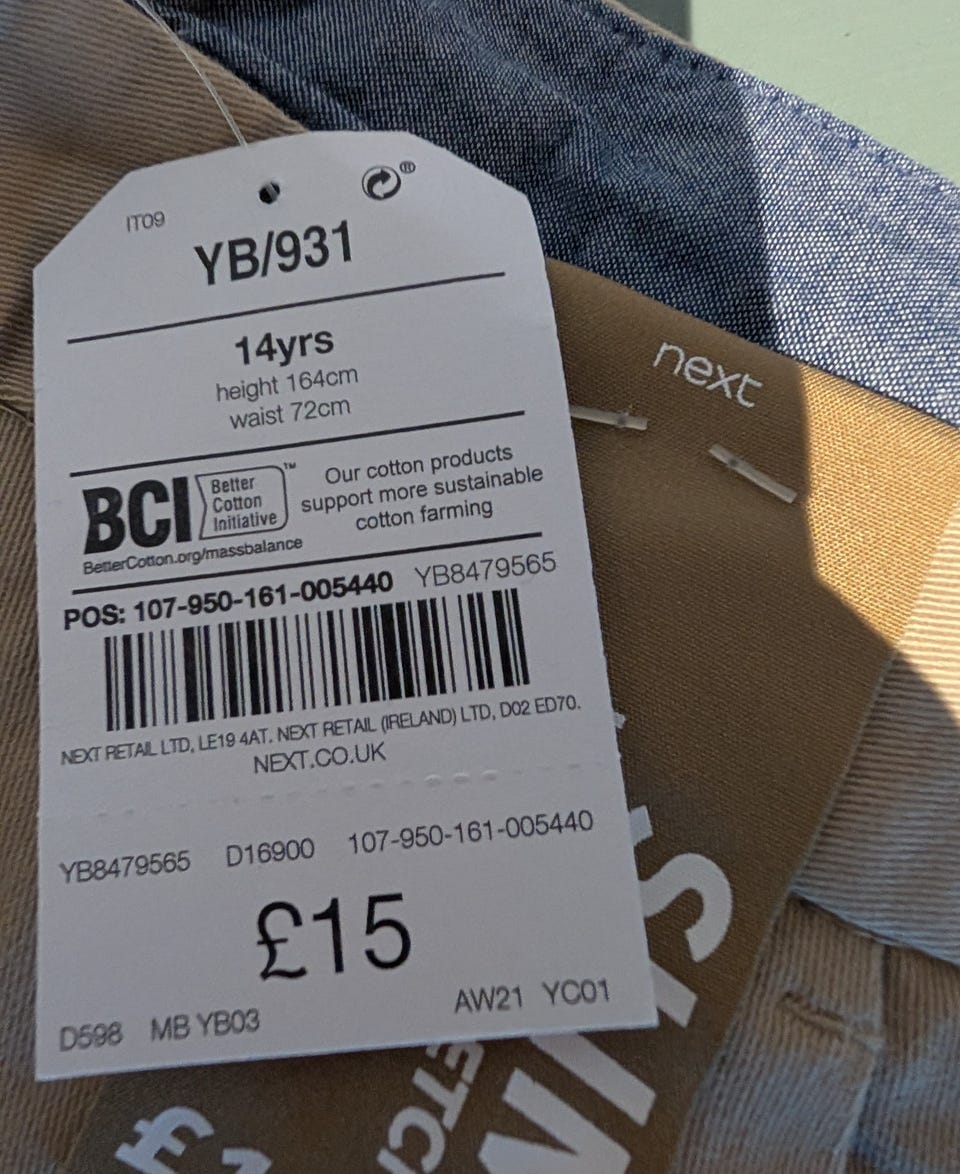 IT09
®
YB/931
14yrs
height 164cm
waist 72cm
BCI Better Cotton Initiative ™
Our cotton products
support more sustainable
cotton farming
BetterCotton.org/massbalance
POS: 107-950-161-005440 YB8479565
NEXT RETAIL LTD, LE19 4AT. NEXT RETAIL (IRELAND) LTD, D02 ED70.
NEXT.CO.UK
YB8479565 D16900 107-950-161-005440
£15
D598 MB YB03 AW21 YC01
next